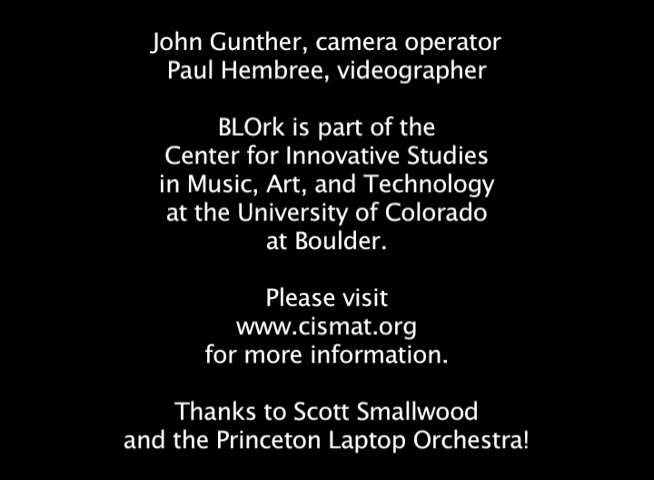 John Gunther, camera operator
Paul Hembree, videographer
BLOrk is part of the
Center for Innovative Studies
in Music, Art, and Technology
at the University of Colorado
at Boulder.
Please visit
www.cismat.org
for more information.
Thanks to Scott Smallwood
and the Princeton Laptop Orchestra!